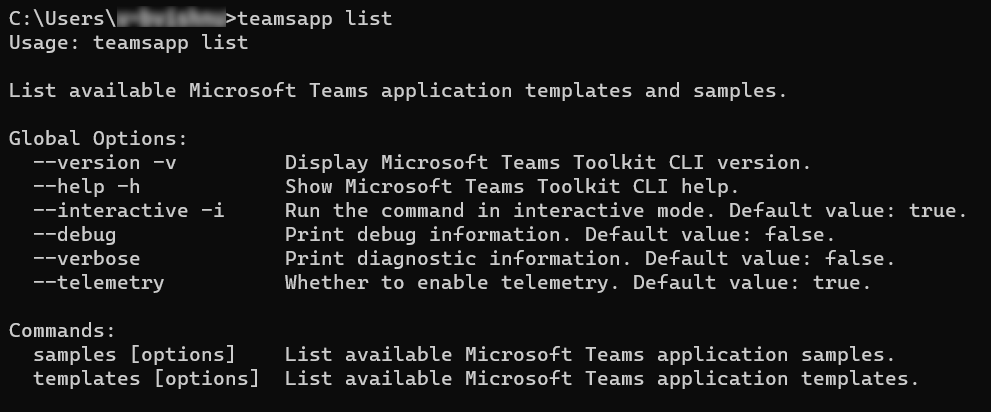 C:\Users\>teamsapp list
Usage: teamsapp list
List available Microsoft Teams application templates and samples.
Global Options:
--version -v Display Microsoft Teams Toolkit CLI version.
--help -h Show Microsoft Teams Toolkit CLI help.
--interactive -i Run the command in interactive mode. Default value: true.
--debug Print debug information. Default value: false.
--verbose Print diagnostic information. Default value: false.
--telemetry Whether to enable telemetry. Default value: true.
Commands:
samples [options] List available Microsoft Teams application samples.
templates [options] List available Microsoft Teams application templates.